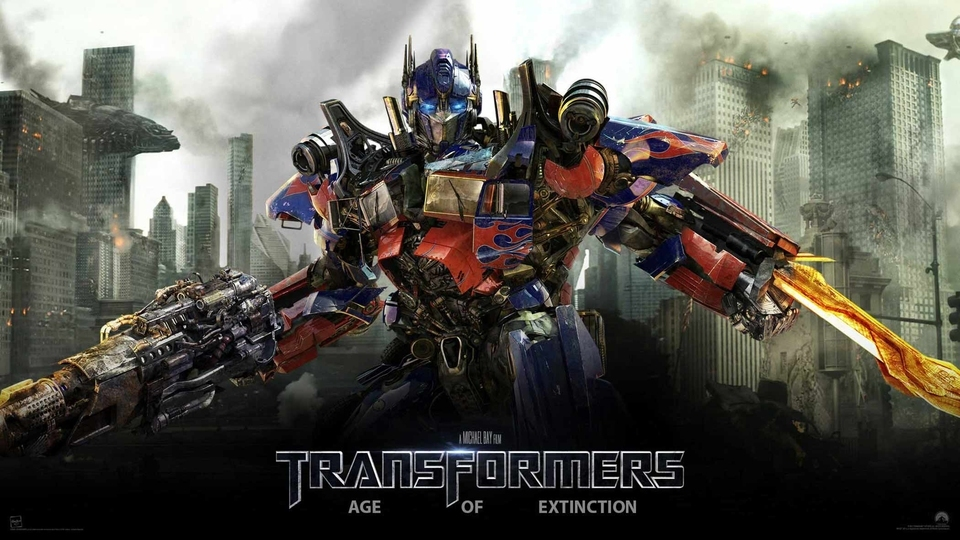 A MICHAEL BAY FILM
TRANSFORMERS
AGE OF EXTINCTION